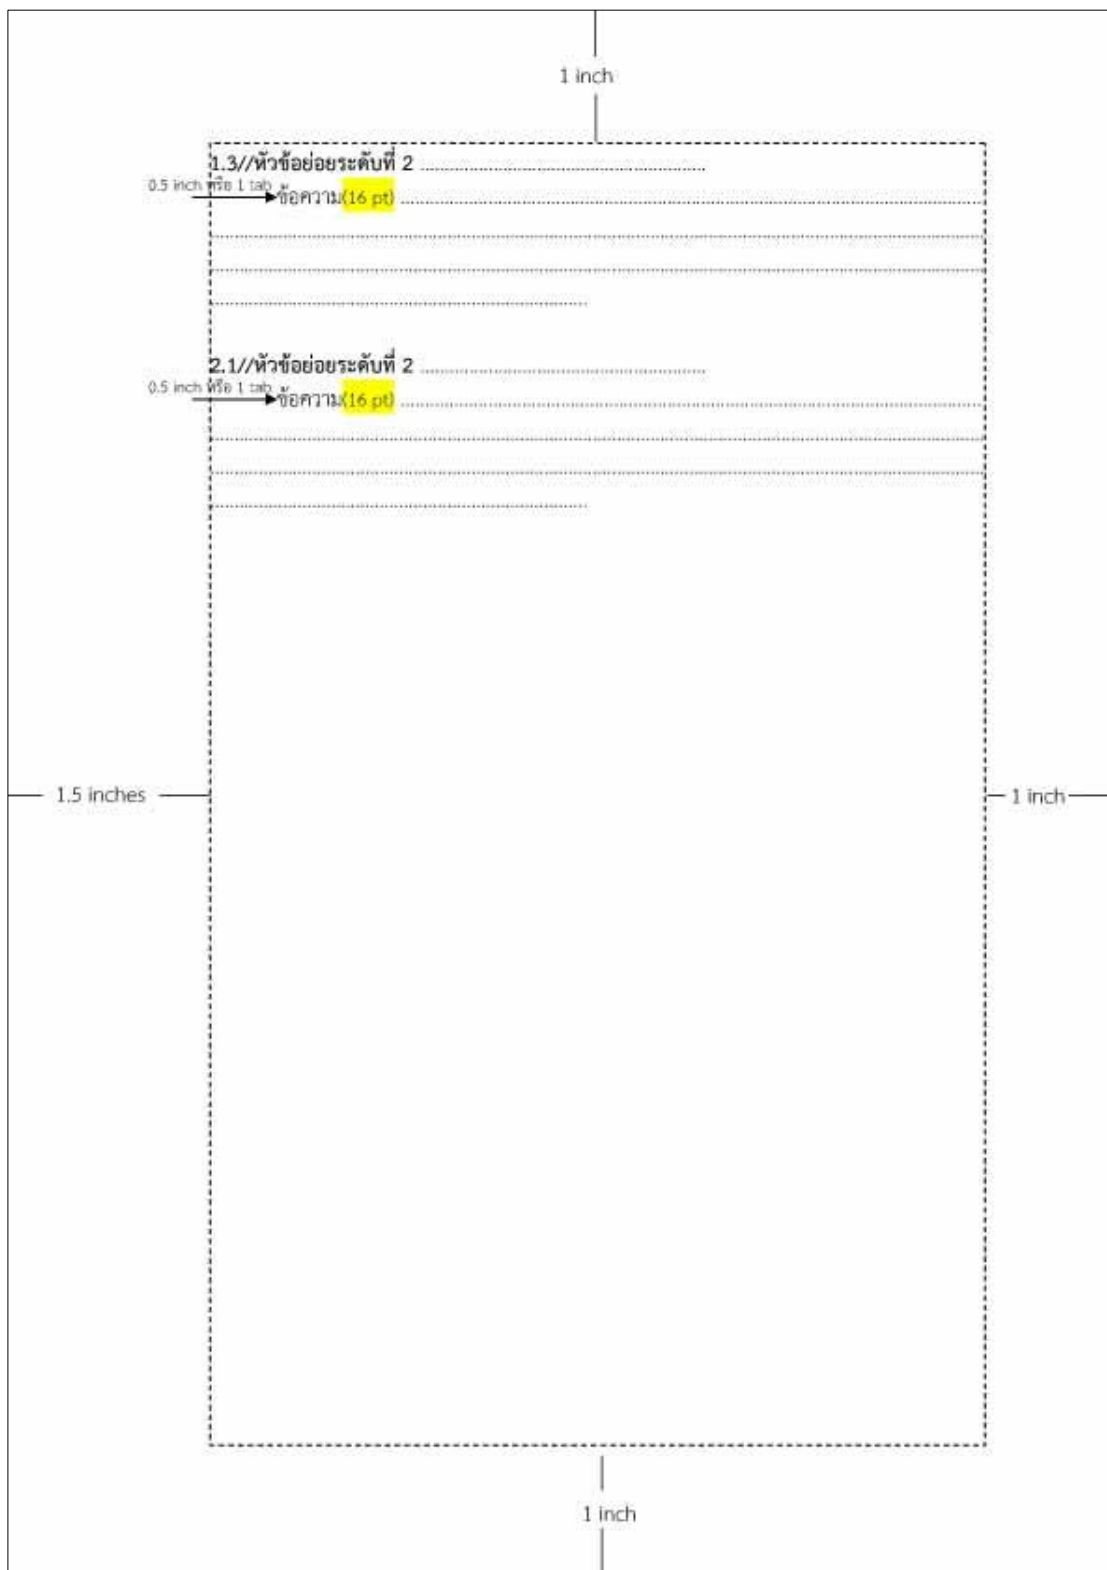 1 inch
1.3//หัวข้อย่อยระดับที่ 2 ......................................................................
0.5 inch หรือ 1 tab
ข้อความ(16 pt) ......................................................................
2.1//หัวข้อย่อยระดับที่ 2 ......................................................................
0.5 inch หรือ 1 tab
ข้อความ(16 pt) ......................................................................
1.5 inches
1 inch
1 inch